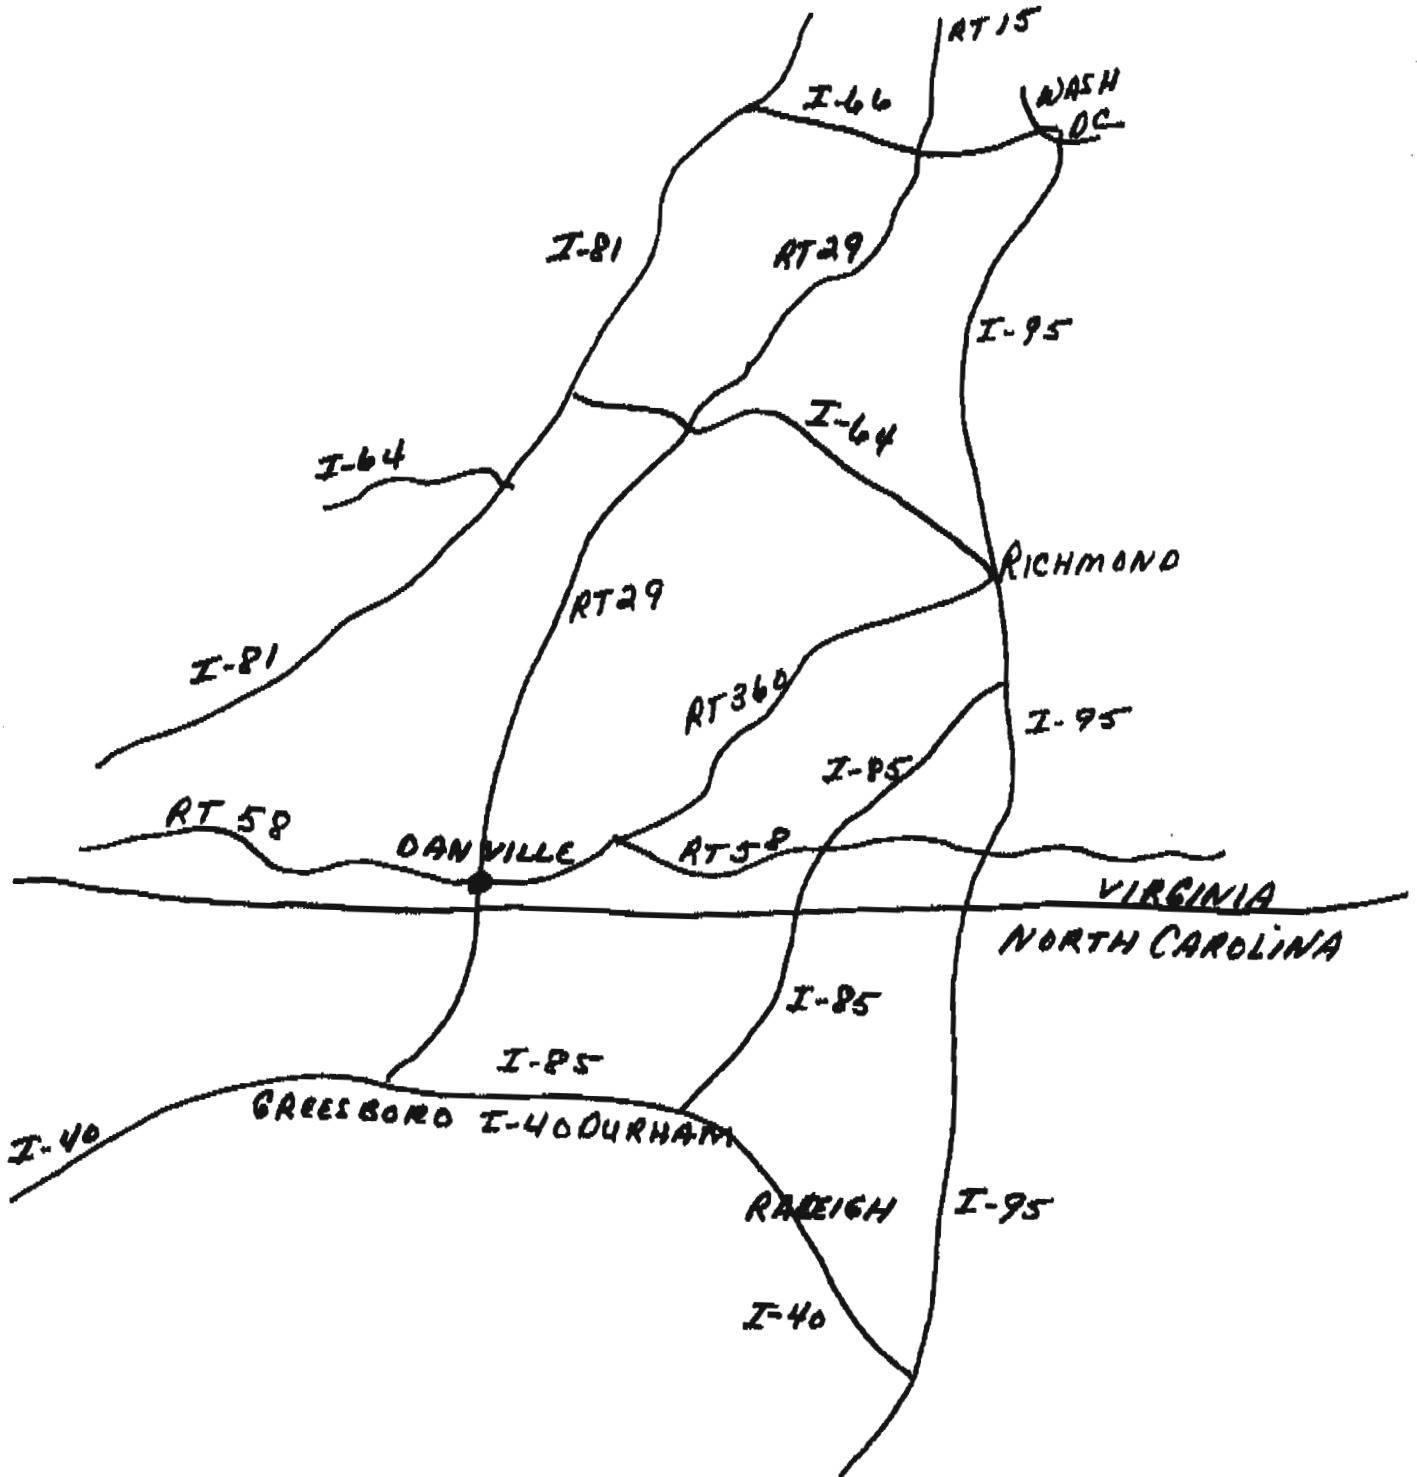 RT 15
WASH
DC
I-66
I-81
RT 29
I-95
I-64
I-64
RICHMOND
RT 29
I-81
RT 360
I-95
I-85
RT 58
DANVILLE
RT 58
VIRGINIA
NORTH CAROLINA
I-85
I-85
GREESBORO I-40 DURHAM
I-40
RALEIGH
I-95
I-40